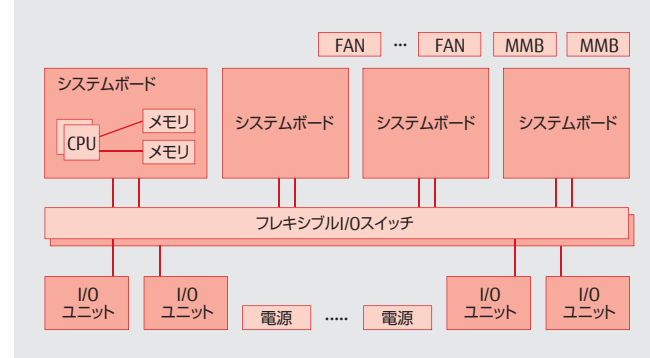 FAN ... FAN MMB MMB
システムボード
CPU メモリ
メモリ
システムボード システムボード システムボード
フレキシブルI/Oスイッチ
I/O
ユニット
I/O
ユニット
電源 ..... 電源
I/O
ユニット
I/O
ユニット